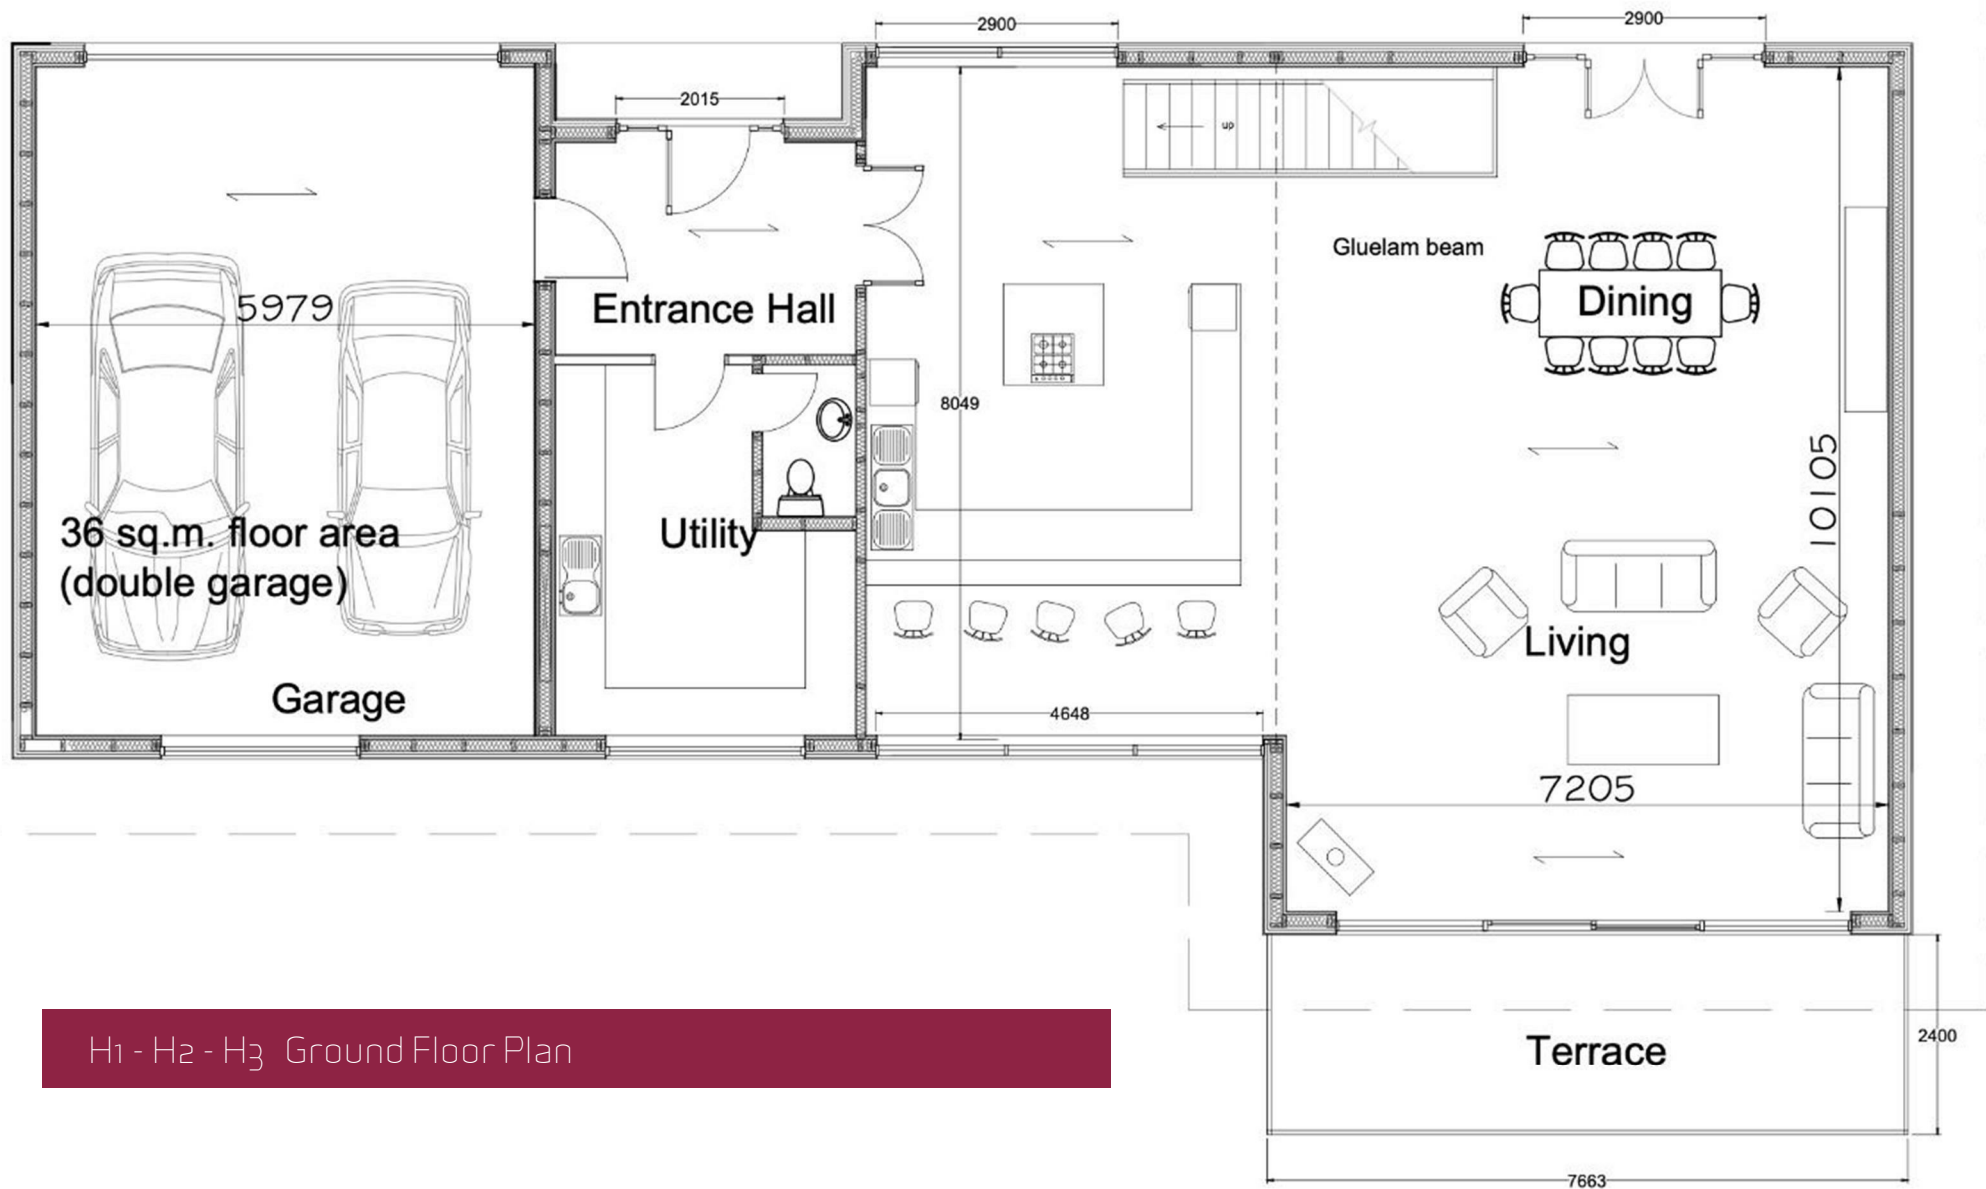 2900
2900
2015
up
Gluelam beam
5979
Entrance Hall
Dining
8049
10105
36 sq.m. floor area
(double garage)
Utility
Living
Garage
4648
7205
H1 - H2 - H3 Ground Floor Plan
Terrace
2400
7663